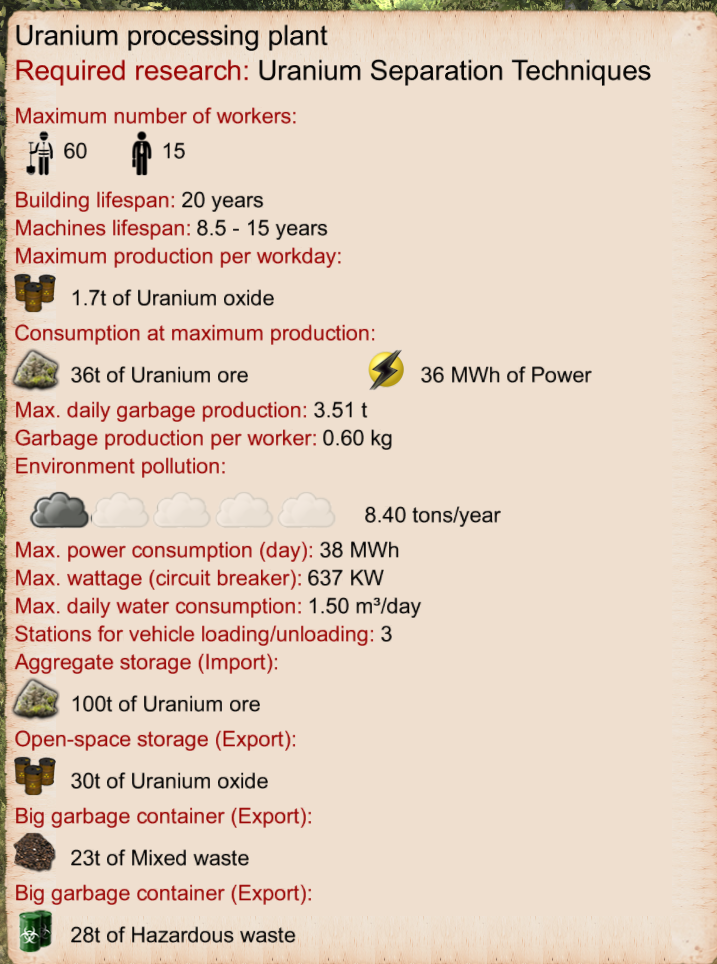 Uranium processing plant
Required research: Uranium Separation Techniques
Maximum number of workers:
60 15
Building lifespan: 20 years
Machines lifespan: 8.5 - 15 years
Maximum production per workday:
1.7t of Uranium oxide
Consumption at maximum production:
36t of Uranium ore 36 MWh of Power
Max. daily garbage production: 3.51 t
Garbage production per worker: 0.60 kg
Environment pollution:
8.40 tons/year
Max. power consumption (day): 38 MWh
Max. wattage (circuit breaker): 637 KW
Max. daily water consumption: 1.50 m³/day
Stations for vehicle loading/unloading: 3
Aggregate storage (Import):
100t of Uranium ore
Open-space storage (Export):
30t of Uranium oxide
Big garbage container (Export):
23t of Mixed waste
Big garbage container (Export):
28t of Hazardous waste